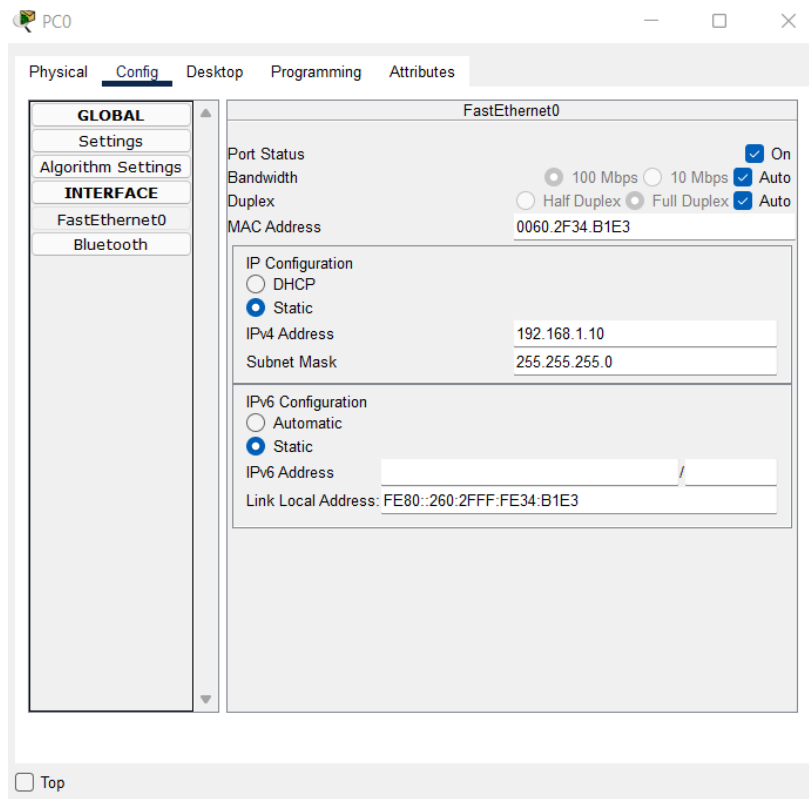 PC0
Physical Config Desktop Programming Attributes
GLOBAL
Settings
Algorithm Settings
INTERFACE
FastEthernet0
Bluetooth
FastEthernet0
Port Status On
Bandwidth 100 Mbps 10 Mbps Auto
Duplex Half Duplex Full Duplex Auto
MAC Address 0060.2F34.B1E3
IP Configuration
DHCP
Static
IPv4 Address 192.168.1.10
Subnet Mask 255.255.255.0
IPv6 Configuration
Automatic
Static
IPv6 Address /
Link Local Address: FE80::260:2FFF:FE34:B1E3
Top